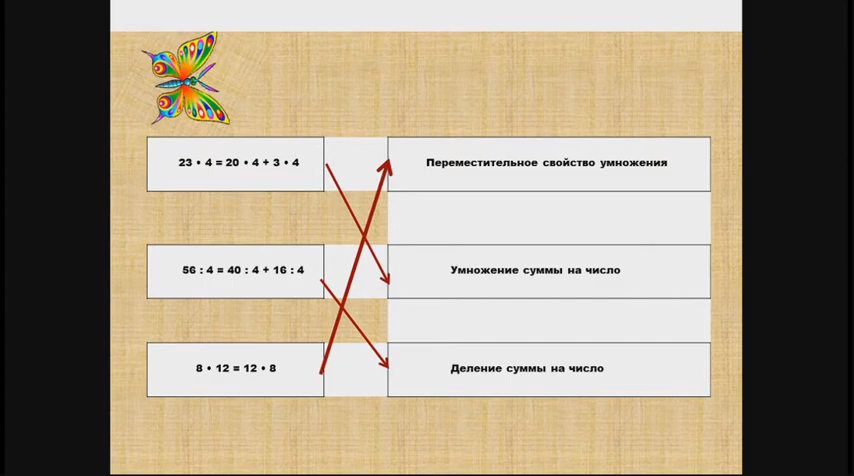 23 • 4 = 20 • 4 + 3 • 4
Переместительное свойство умножения
56 : 4 = 40 : 4 + 16 : 4
Умножение суммы на число
8 • 12 = 12 • 8
Деление суммы на число